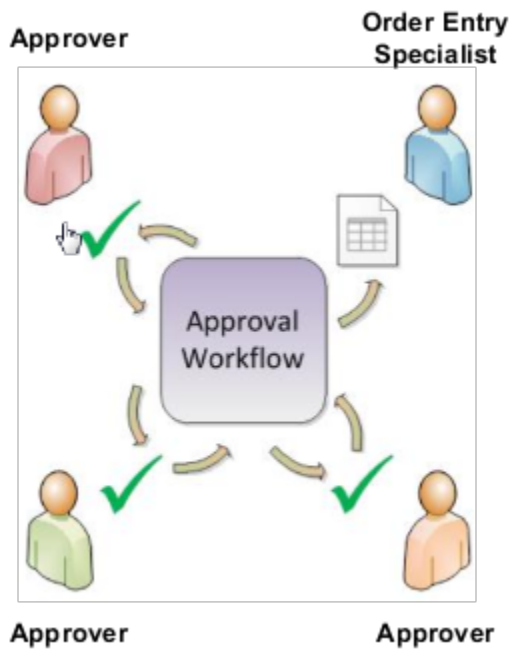 Approver
Order Entry
Specialist
Approval
Workflow
Approver
Approver